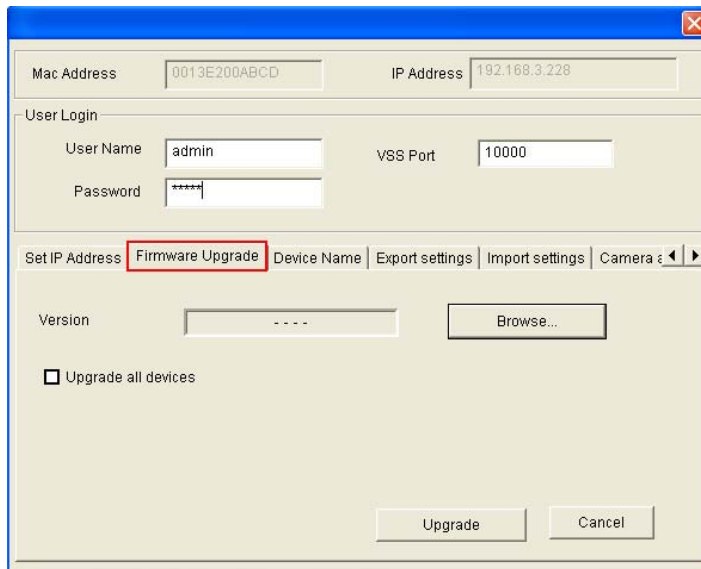 Mac Address 0013E200ABCD IP Address 192.168.3.228
User Login
User Name admin VSS Port 10000
Password *****
Set IP Address Firmware Upgrade Device Name Export settings Import settings Camera
Version ---- Browse...
Upgrade all devices
Upgrade Cancel